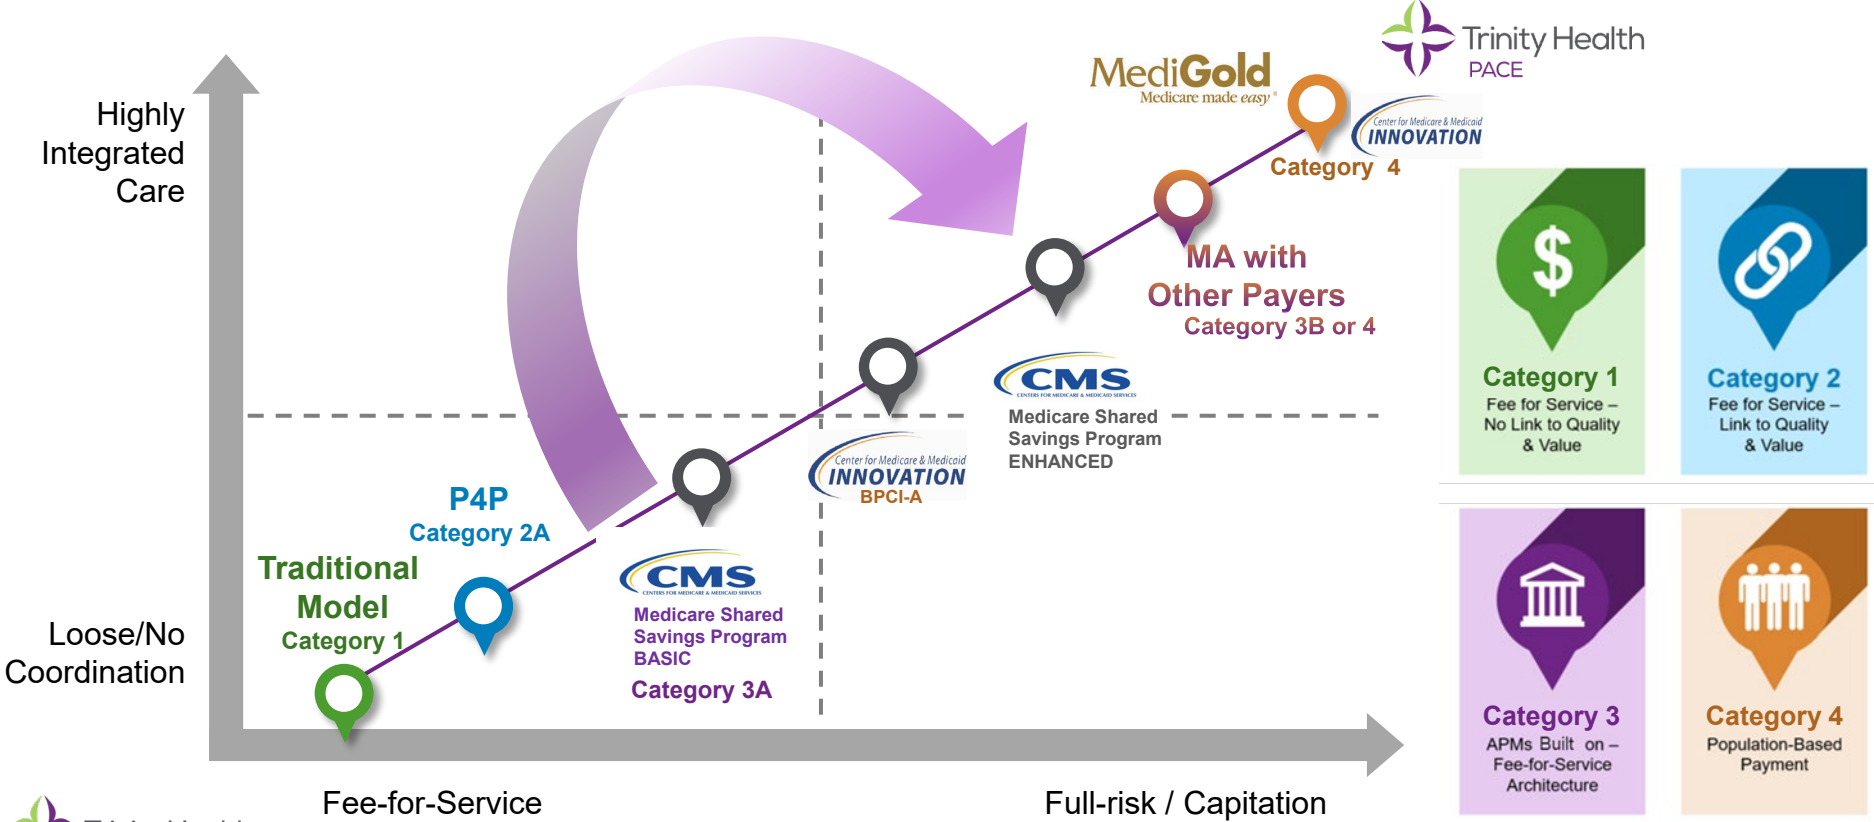 Trinity Health
PACE
MediGold
Medicare made easy®
Highly
Integrated
Care
Center for Medicare & Medicaid
INNOVATION
Category 4
MA with
Other Payers
Category 3B or 4
CMS
CENTERS FOR MEDICARE & MEDICAID SERVICES
Medicare Shared
Savings Program
ENHANCED
Center for Medicare & Medicaid
INNOVATION
BPCI-A
P4P
Category 2A
Traditional
Model
Category 1
CMS
CENTERS FOR MEDICARE & MEDICAID SERVICES
Medicare Shared
Savings Program
BASIC
Category 3A
Loose/No
Coordination
Fee-for-Service
Full-risk / Capitation
$
Category 1
Fee for Service –
No Link to Quality
& Value
Category 2
Fee for Service –
Link to Quality
& Value
Category 3
APMs Built on –
Fee-for-Service
Architecture
Category 4
Population-Based
Payment